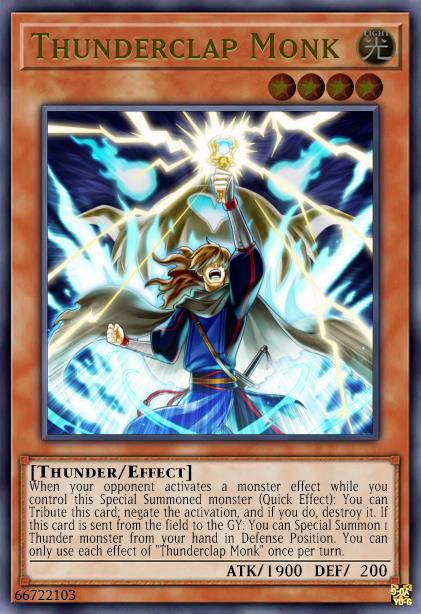 THUNDERCLAP MONK
LIGHT
光
[THUNDER/EFFECT]
When your opponent activates a monster effect while you
control this Special Summoned monster (Quick Effect): You can
Tribute this card; negate the activation, and if you do, destroy it. If
this card is sent from the field to the GY: You can Special Summon 1
Thunder monster from your hand in Defense Position. You can
only use each effect of "Thunderclap Monk" once per turn.
ATK/1900 DEF/ 200
66722103